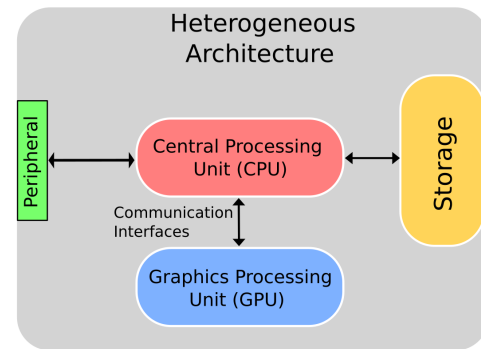 Heterogeneous
Architecture
Peripheral
Central Processing
Unit (CPU)
Storage
Communication
Interfaces
Graphics Processing
Unit (GPU)